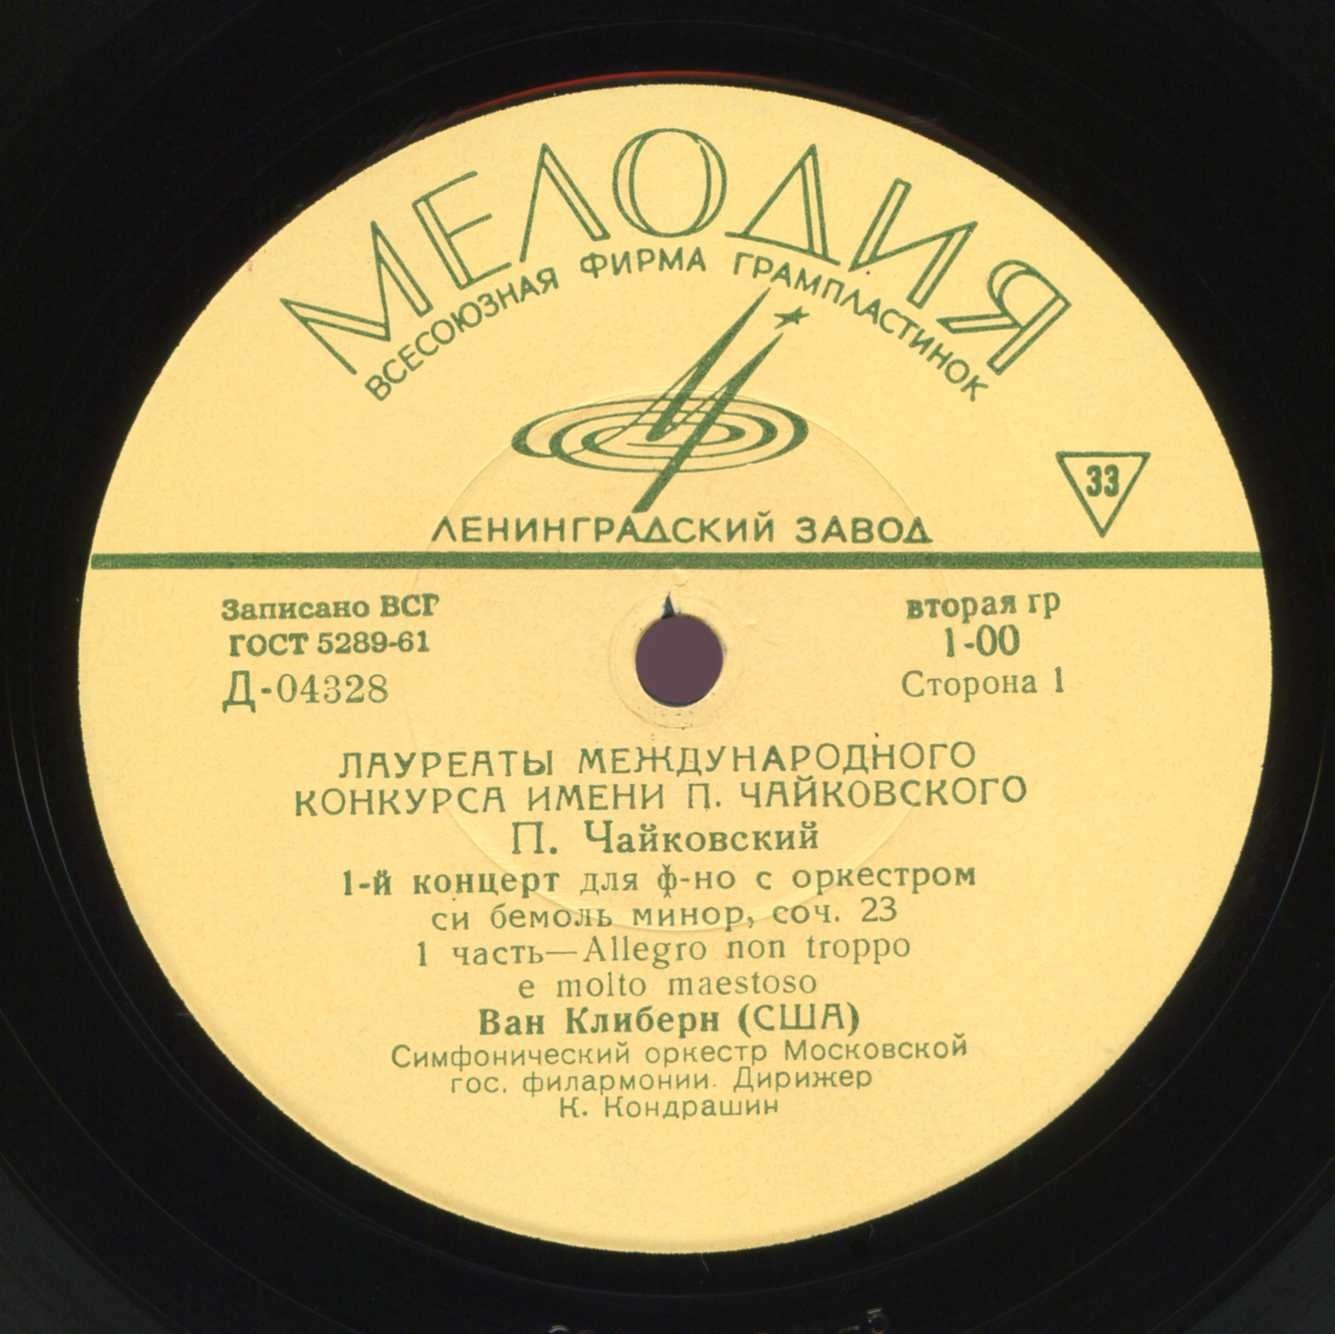 МЕЛОДИЯ
ВСЕСОЮЗНАЯ ФИРМА ГРАМПЛАСТИНОК
33
ЛЕНИНГРАДСКИЙ ЗАВОД
Записано ВСГ
ГОСТ 5289-61
Д-04328
вторая гр
1-00
Сторона 1
ЛАУРЕАТЫ МЕЖДУНАРОДНОГО
КОНКУРСА ИМЕНИ П. ЧАЙКОВСКОГО
П. Чайковский
1-й концерт для ф-но с оркестром
си бемоль минор, соч. 23
1 часть—Allegro non troppo
e molto maestoso
Ван Клиберн (США)
Симфонический оркестр Московской
гос. филармонии. Дирижер
К. Кондрашин